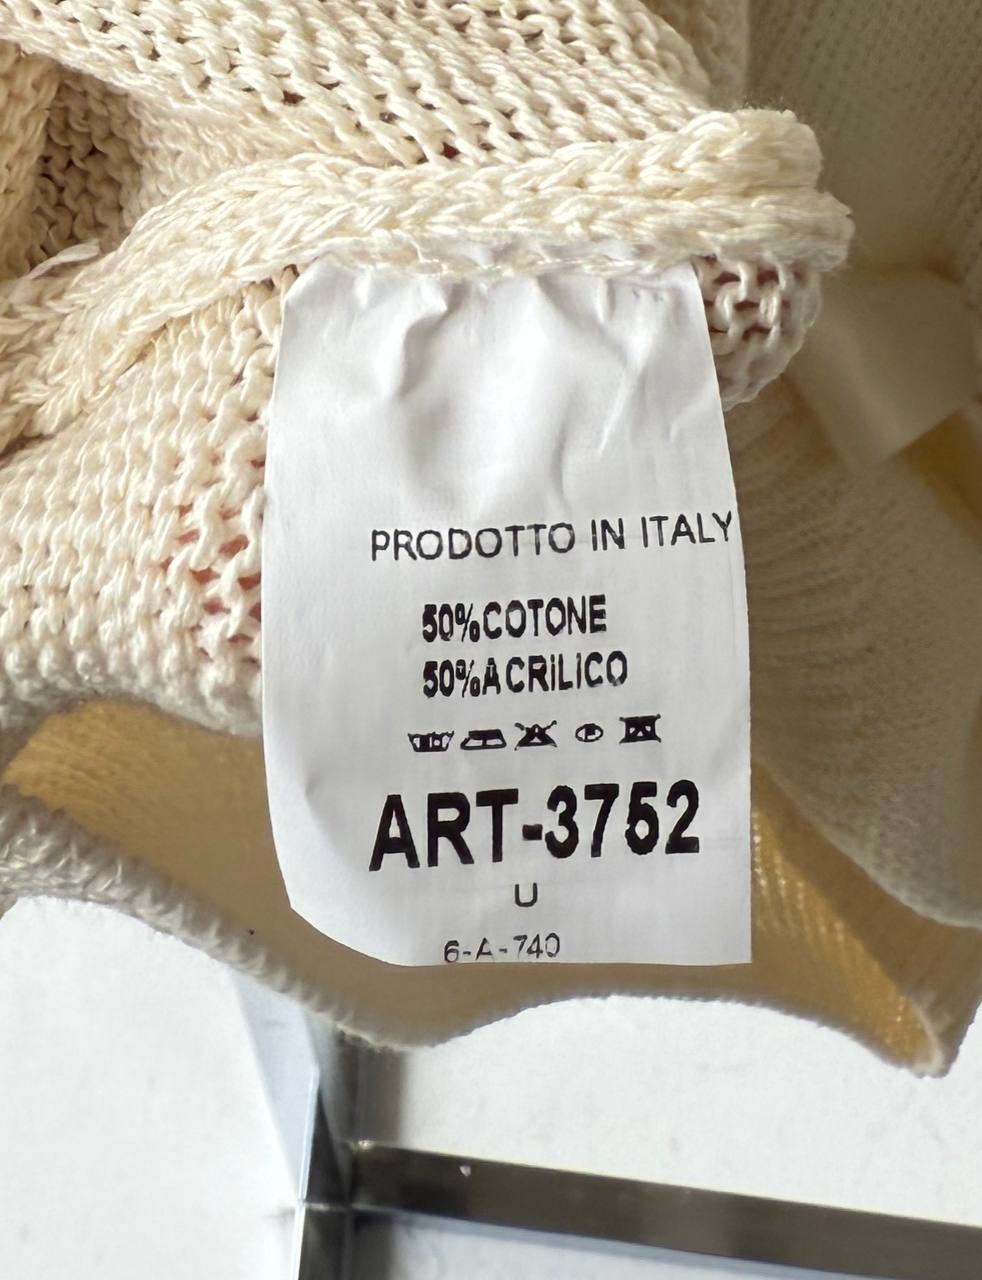 PRODOTTO IN ITALY
50%COTONE
50%ACRILICO
ART-3752
U
6-A-740